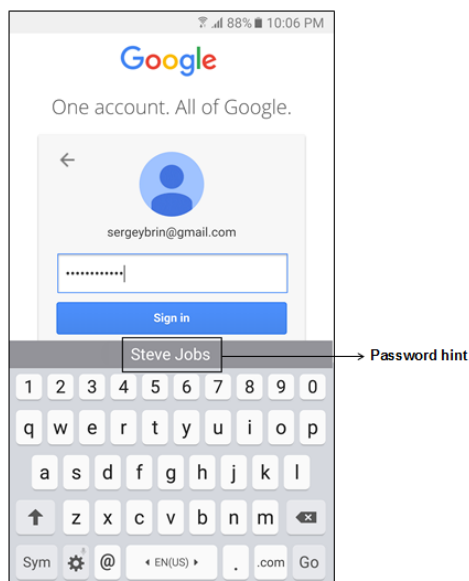 88% 10:06 PM
Google
One account. All of Google.
sergeybrin@gmail.com
••••••••••••
Sign in
Steve Jobs
Password hint
1 2 3 4 5 6 7 8 9 0
q w e r t y u i o p
a s d f g h j k l
z x c v b n m
Sym @ EN(US) . .com Go